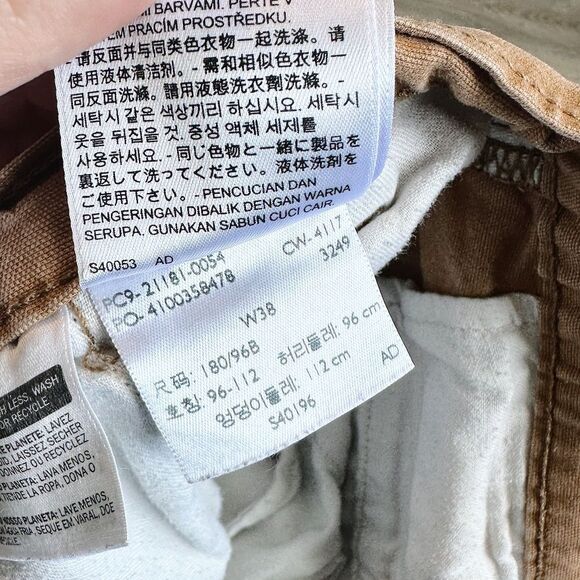 BARVAMI. PERTE V
EM PRACÍM PROSTŘEDKU.
- 请反面并与同类色衣物一起洗涤。请
使用液体清洁剂。- 需和相似色衣物一
同反面洗滌。請用液態洗衣劑與水。-
세탁시 같은 색상끼리 하십시요. 세탁시
옷을 뒤집을 것. 중성 액체 세제를
사용하세요. - 同じ色物と一緒に製品を
裏返して洗ってください。液体洗剤を
ご使用下さい。- PENCUCIAN DAN
PENGERINGAN DIBALIK DENGAN WARNA
SERUPA. GUNAKAN SABUN CUCI CAIR.
S40053 AD
PC9-21181-0054 CW-4117
PO-4100358478 3249
W38
尺码: 180/96B 허리둘레: 96 cm
호칭: 96-112 엉덩이둘레: 112 cm
S40196 AD
H LESS, WASH
OR RECYCLE
E PLANETE: LAVEZ
, LAISSEZ SÉCHER
PLANETA: LAVA MENOS,
TIENDE LA ROPA, DONA O
NOSSO PLANETA: LAVE MENOS,
GUA FRIA, SEQUE EM VARAL, DOE